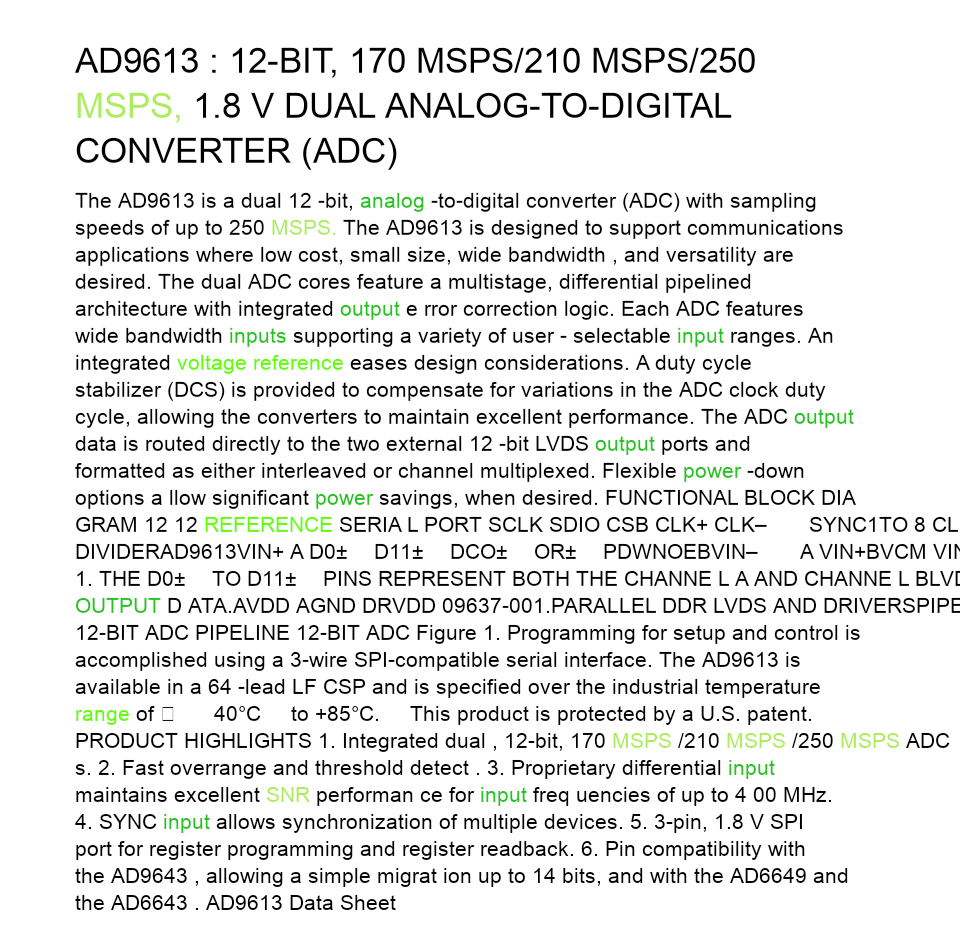 AD9613 : 12-BIT, 170 MSPS/210 MSPS/250
MSPS, 1.8 V DUAL ANALOG-TO-DIGITAL
CONVERTER (ADC)
The AD9613 is a dual 12 -bit, analog -to-digital converter (ADC) with sampling
speeds of up to 250 MSPS. The AD9613 is designed to support communications
applications where low cost, small size, wide bandwidth , and versatility are
desired. The dual ADC cores feature a multistage, differential pipelined
architecture with integrated output e rror correction logic. Each ADC features
wide bandwidth inputs supporting a variety of user - selectable input ranges. An
integrated voltage reference eases design considerations. A duty cycle
stabilizer (DCS) is provided to compensate for variations in the ADC clock duty
cycle, allowing the converters to maintain excellent performance. The ADC output
data is routed directly to the two external 12 -bit LVDS output ports and
formatted as either interleaved or channel multiplexed. Flexible power -down
options a llow significant power savings, when desired. FUNCTIONAL BLOCK DIA
GRAM 12 12 REFERENCE SERIA L PORT SCLK SDIO CSB CLK+ CLK– SYNC1TO 8 CL
DIVIDERAD9613VIN+ A D0± D11± DCO± OR± PDWNOEBVIN– A VIN+BVCM VIN
1. THE D0± TO D11± PINS REPRESENT BOTH THE CHANNE L A AND CHANNE L BLVD
OUTPUT D ATA.AVDD AGND DRVDD 09637-001.PARALLEL DDR LVDS AND DRIVERSPIPE
12-BIT ADC PIPELINE 12-BIT ADC Figure 1. Programming for setup and control is
accomplished using a 3-wire SPI-compatible serial interface. The AD9613 is
available in a 64 -lead LF CSP and is specified over the industrial temperature
range of □ 40°C to +85°C. This product is protected by a U.S. patent.
PRODUCT HIGHLIGHTS 1. Integrated dual , 12-bit, 170 MSPS /210 MSPS /250 MSPS ADC
s. 2. Fast overrange and threshold detect . 3. Proprietary differential input
maintains excellent SNR performan ce for input freq uencies of up to 4 00 MHz.
4. SYNC input allows synchronization of multiple devices. 5. 3-pin, 1.8 V SPI
port for register programming and register readback. 6. Pin compatibility with
the AD9643 , allowing a simple migrat ion up to 14 bits, and with the AD6649 and
the AD6643 . AD9613 Data Sheet